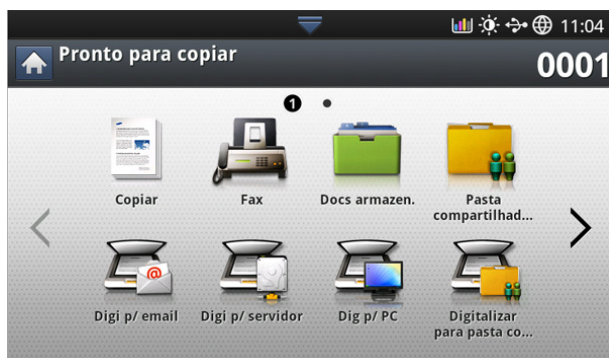 11:04
Pronto para copiar
0001
1
Copiar
Fax
Docs armazen.
Pasta
compartilhad...
@
Digi p/ email
Digi p/ servidor
Dig p/ PC
Digitalizar
para pasta co...